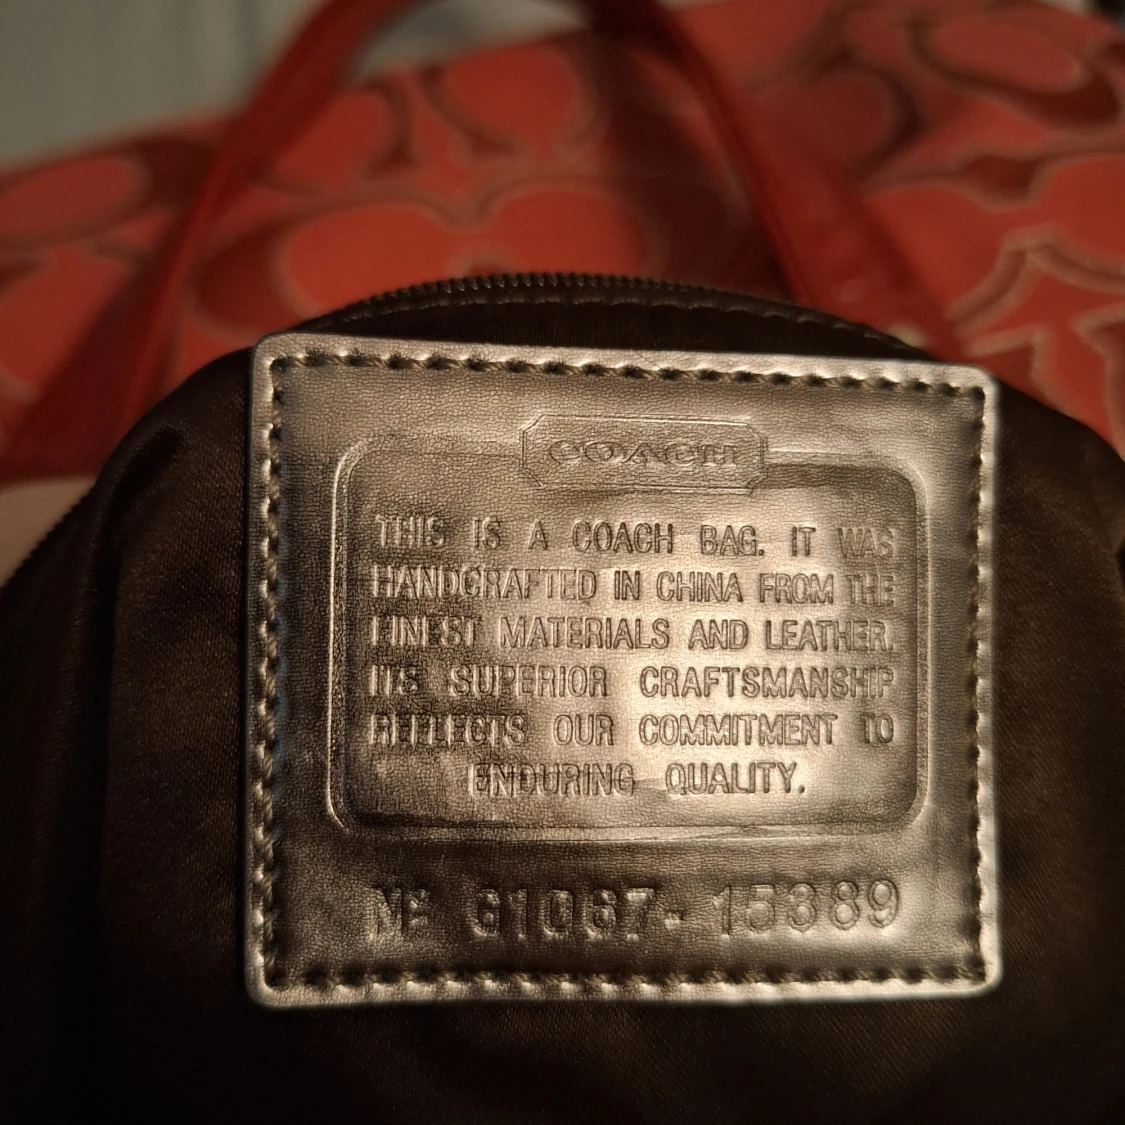 COACH
THIS IS A COACH BAG. IT WAS
HANDCRAFTED IN CHINA FROM THE
FINEST MATERIALS AND LEATHER.
ITS SUPERIOR CRAFTSMANSHIP
REFLECTS OUR COMMITMENT TO
ENDURING QUALITY.
Nº G1067-15389